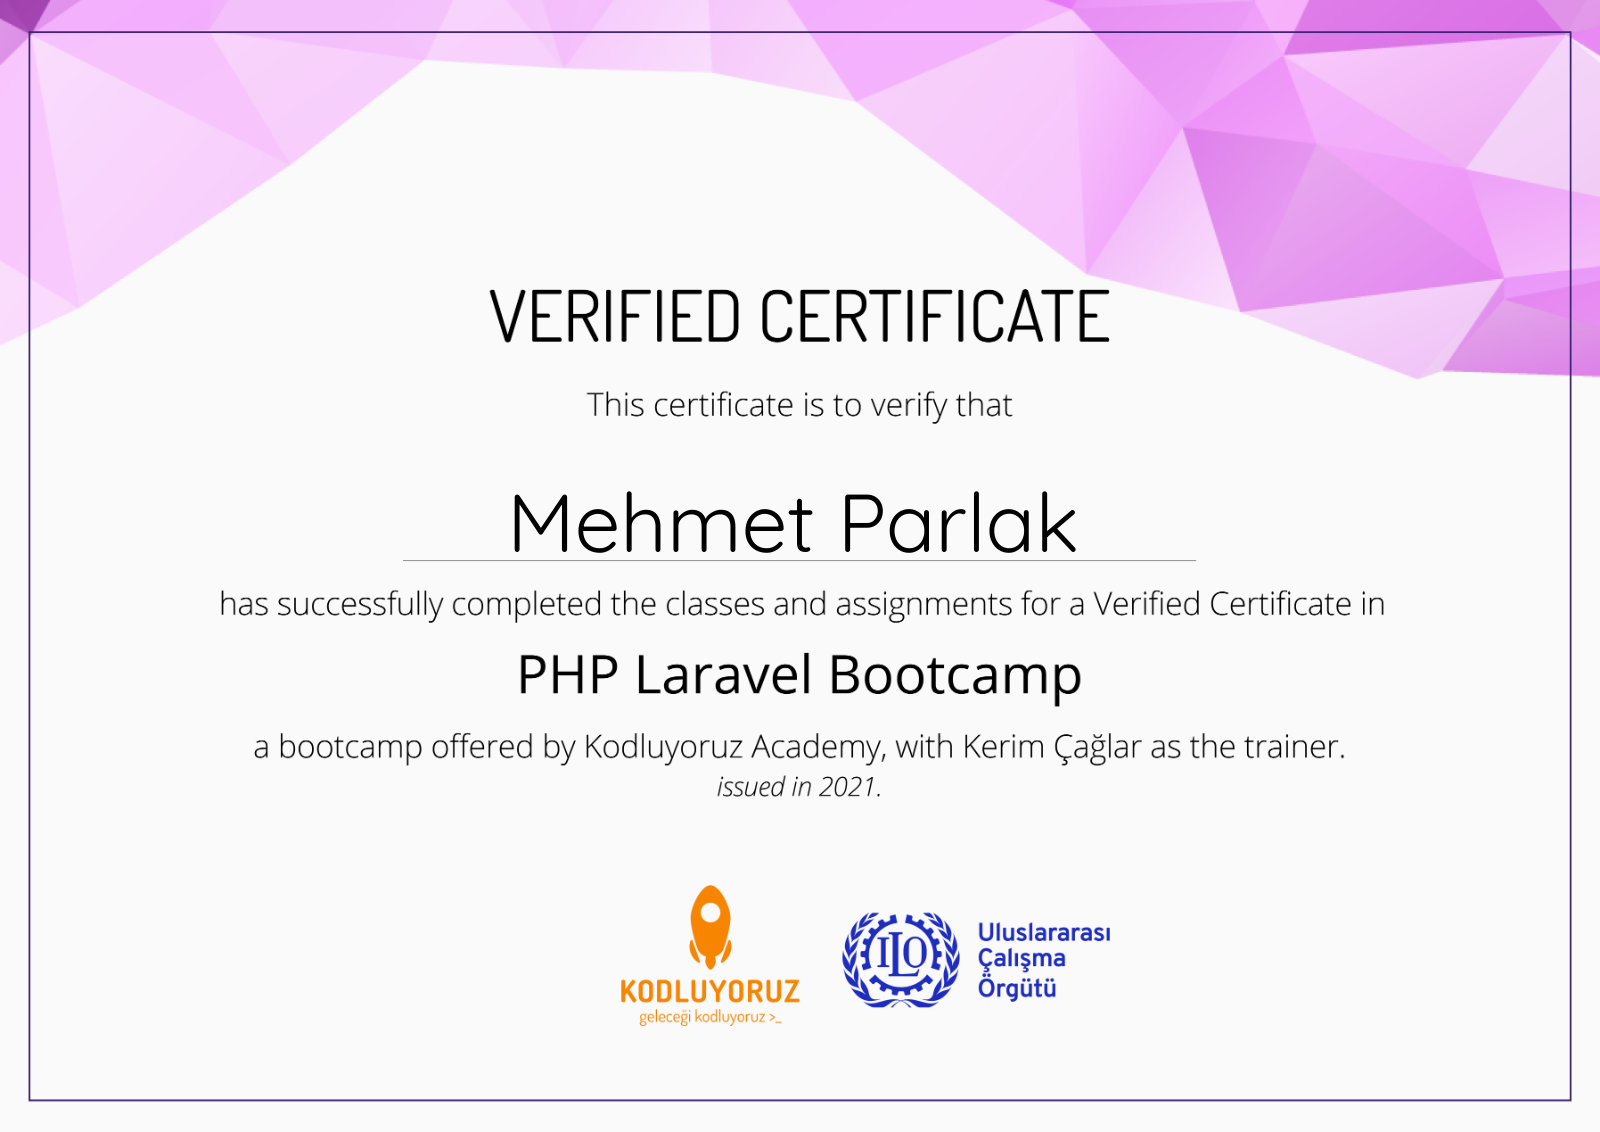 VERIFIED CERTIFICATE
This certificate is to verify that
Mehmet Parlak
has successfully completed the classes and assignments for a Verified Certificate in
PHP Laravel Bootcamp
a bootcamp offered by Kodluyoruz Academy, with Kerim Çağlar as the trainer.
issued in 2021.
KODLUYORUZ
geleceği kodluyoruz >_
ILO
Uluslararası
Çalışma
Örgütü